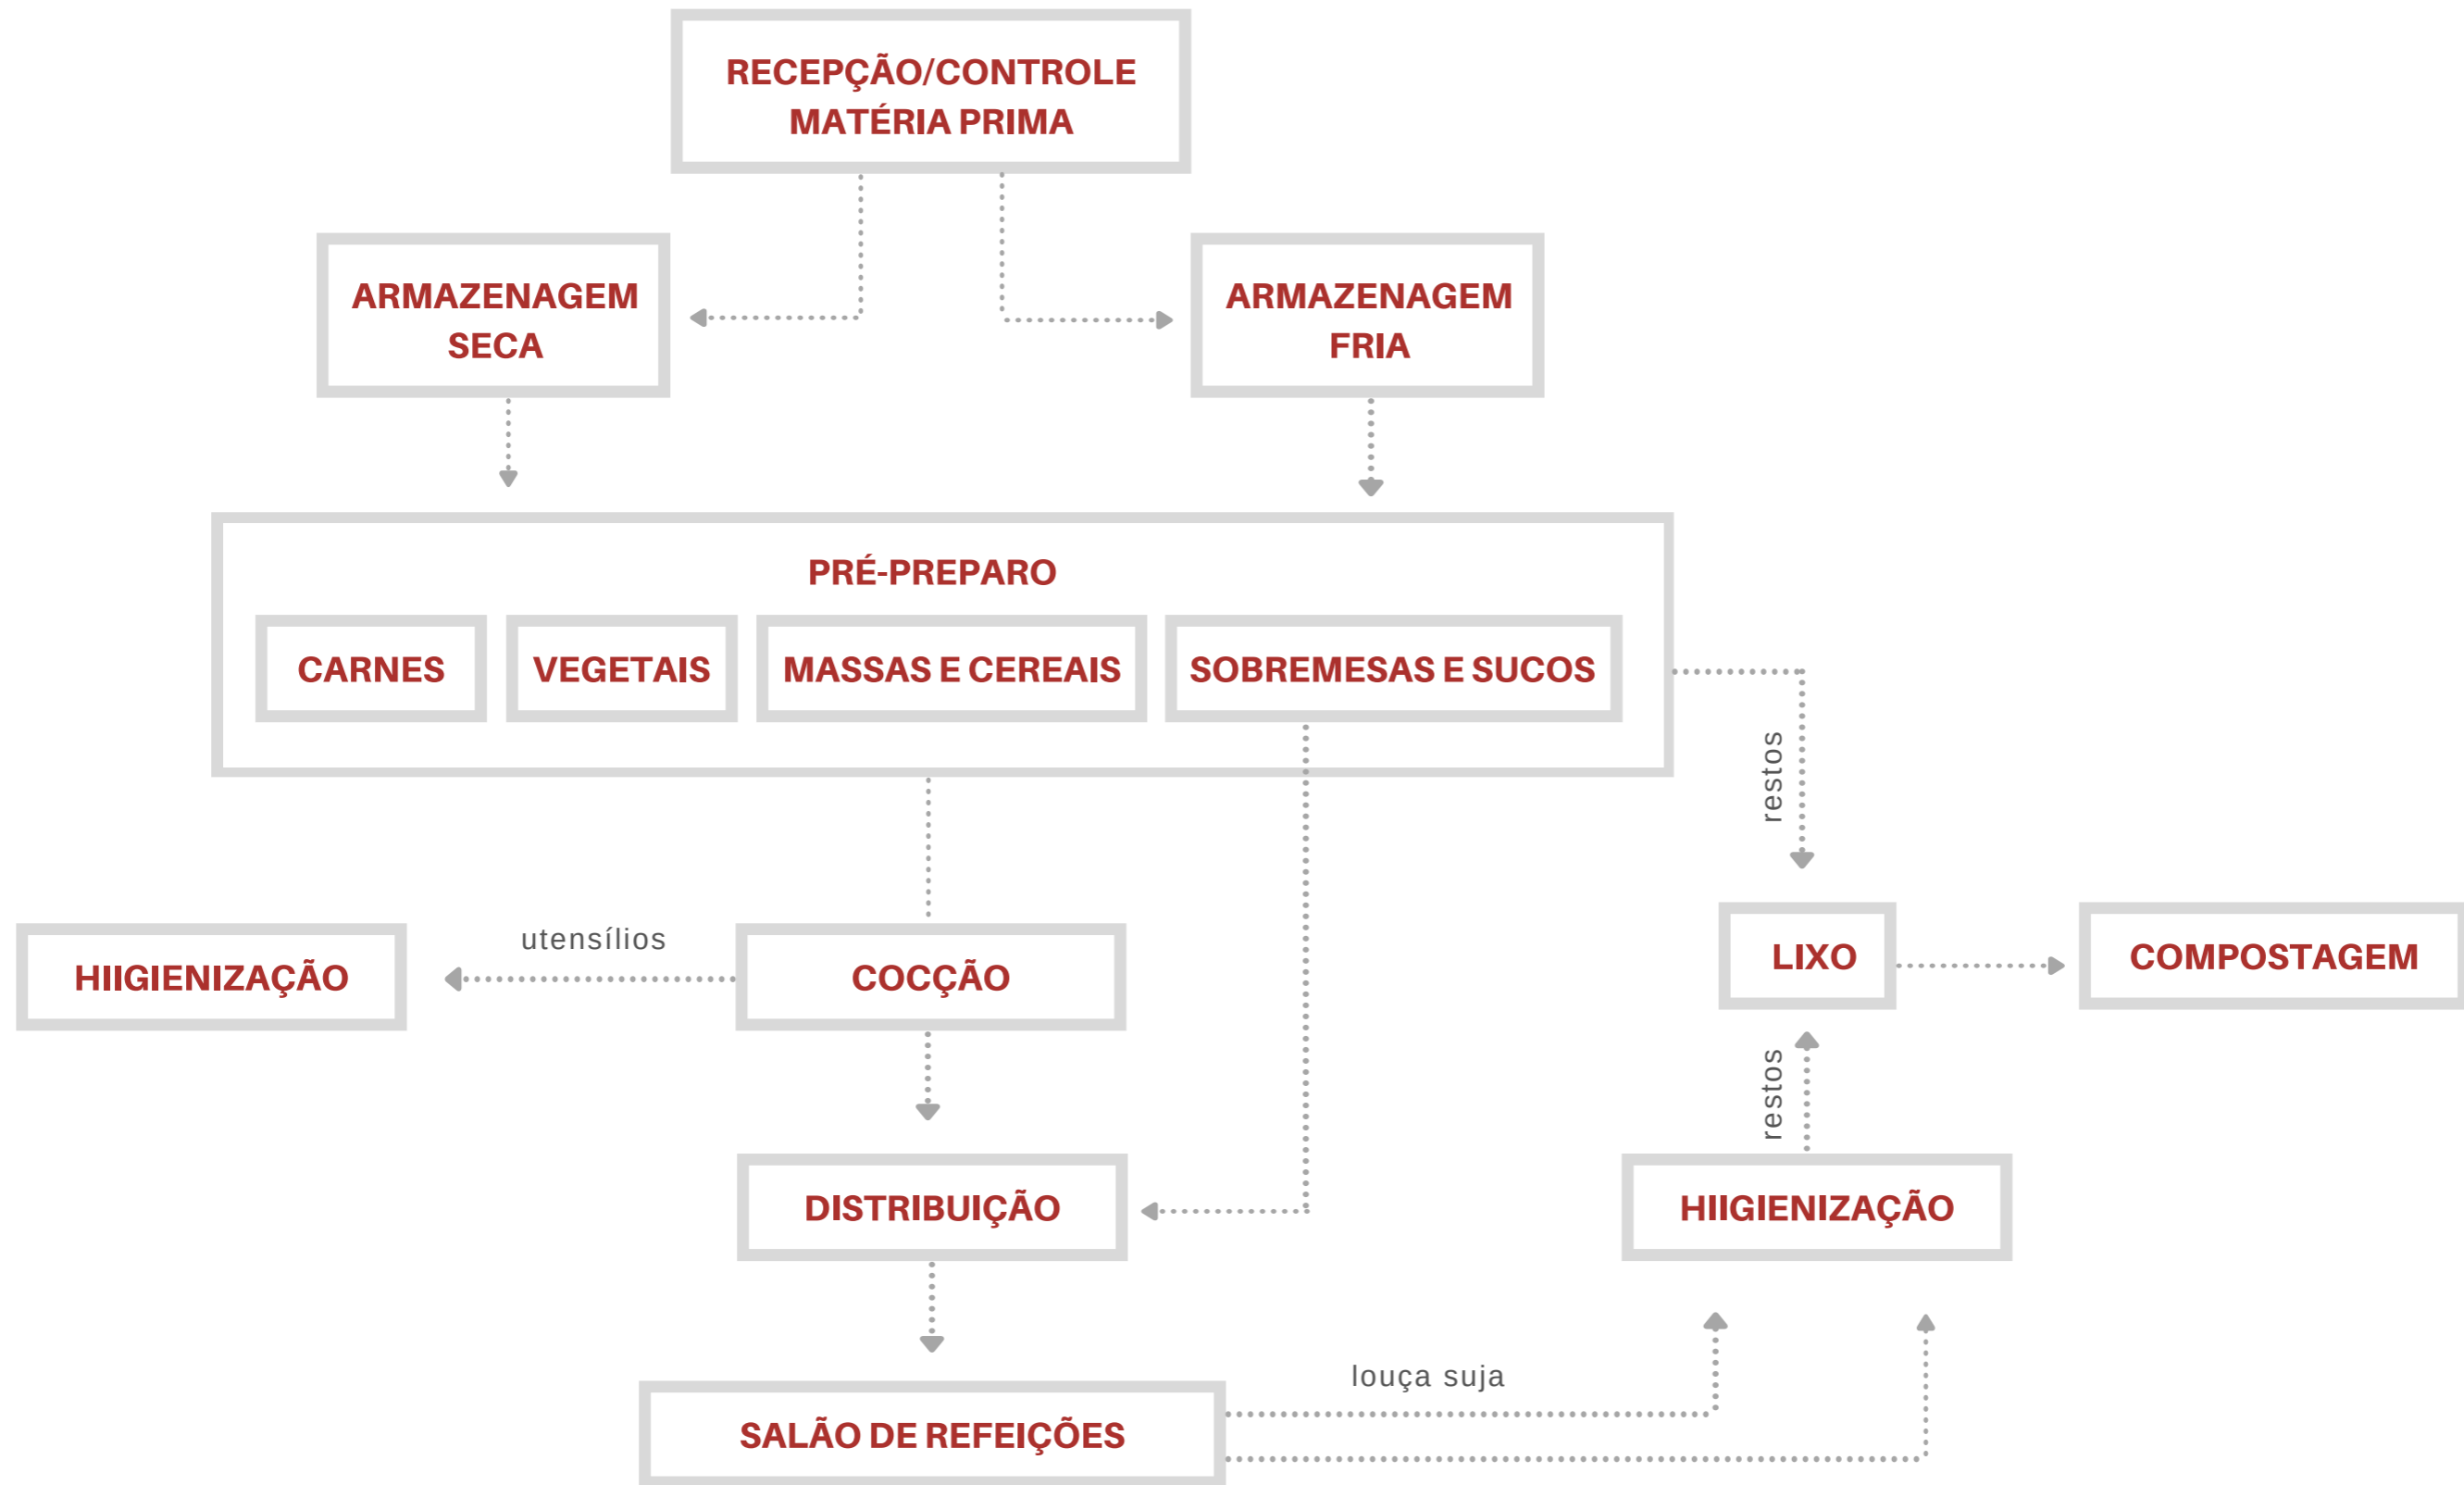 RECEPÇÃO/CONTROLE
MATÉRIA PRIMA
ARMAZENAGEM
SECA
ARMAZENAGEM
FRIA
PRÉ-PREPARO
CARNES
VEGETAIS
MASSAS E CEREAIS
SOBREMESAS E SUCOS
restos
HIIGIENIZAÇÃO
utensílios
COCÇÃO
LIXO
COMPOSTAGEM
restos
DISTRIBUIÇÃO
HIIGIENIZAÇÃO
louça suja
SALÃO DE REFEIÇÕES